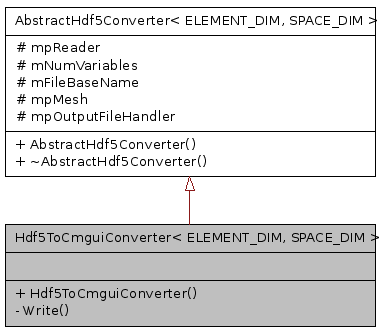 AbstractHdf5Converter< ELEMENT_DIM, SPACE_DIM >
# mpReader
# mNumVariables
# mFileBaseName
# mpMesh
# mpOutputFileHandler
+ AbstractHdf5Converter()
+ ~AbstractHdf5Converter()
Hdf5ToCmguiConverter< ELEMENT_DIM, SPACE_DIM >
+ Hdf5ToCmguiConverter()
- Write()